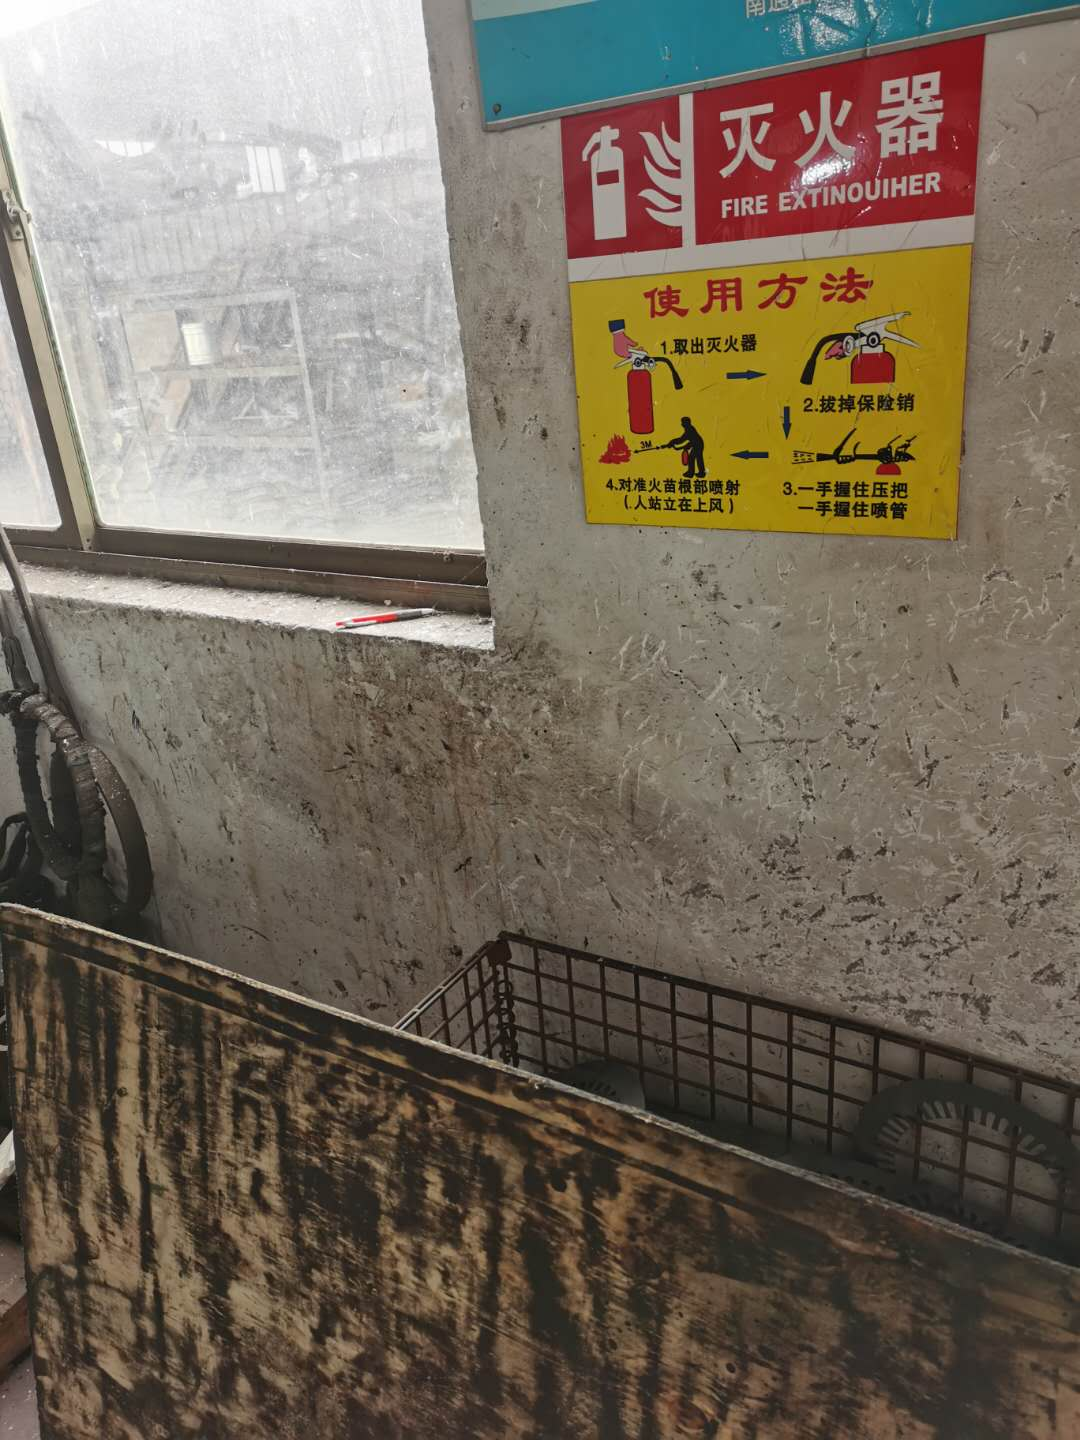 南通
灭火器
FIRE EXTINOUIHER
使用方法
1.取出灭火器
2.拔掉保险销
3M
4.对准火苗根部喷射
（人站立在上风）
3.一手握住压把
一手握住喷管